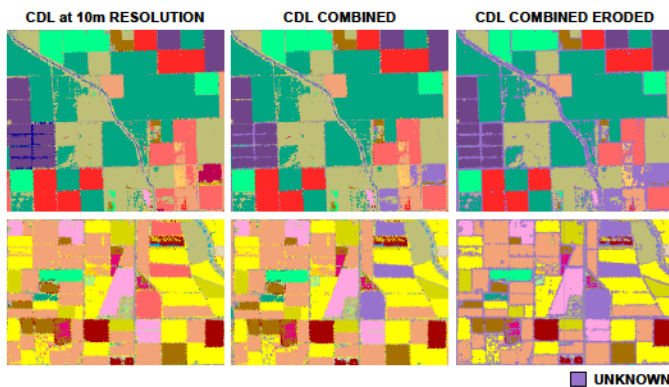 CDL at 10m RESOLUTION
CDL COMBINED
CDL COMBINED ERODED
UNKNOWN